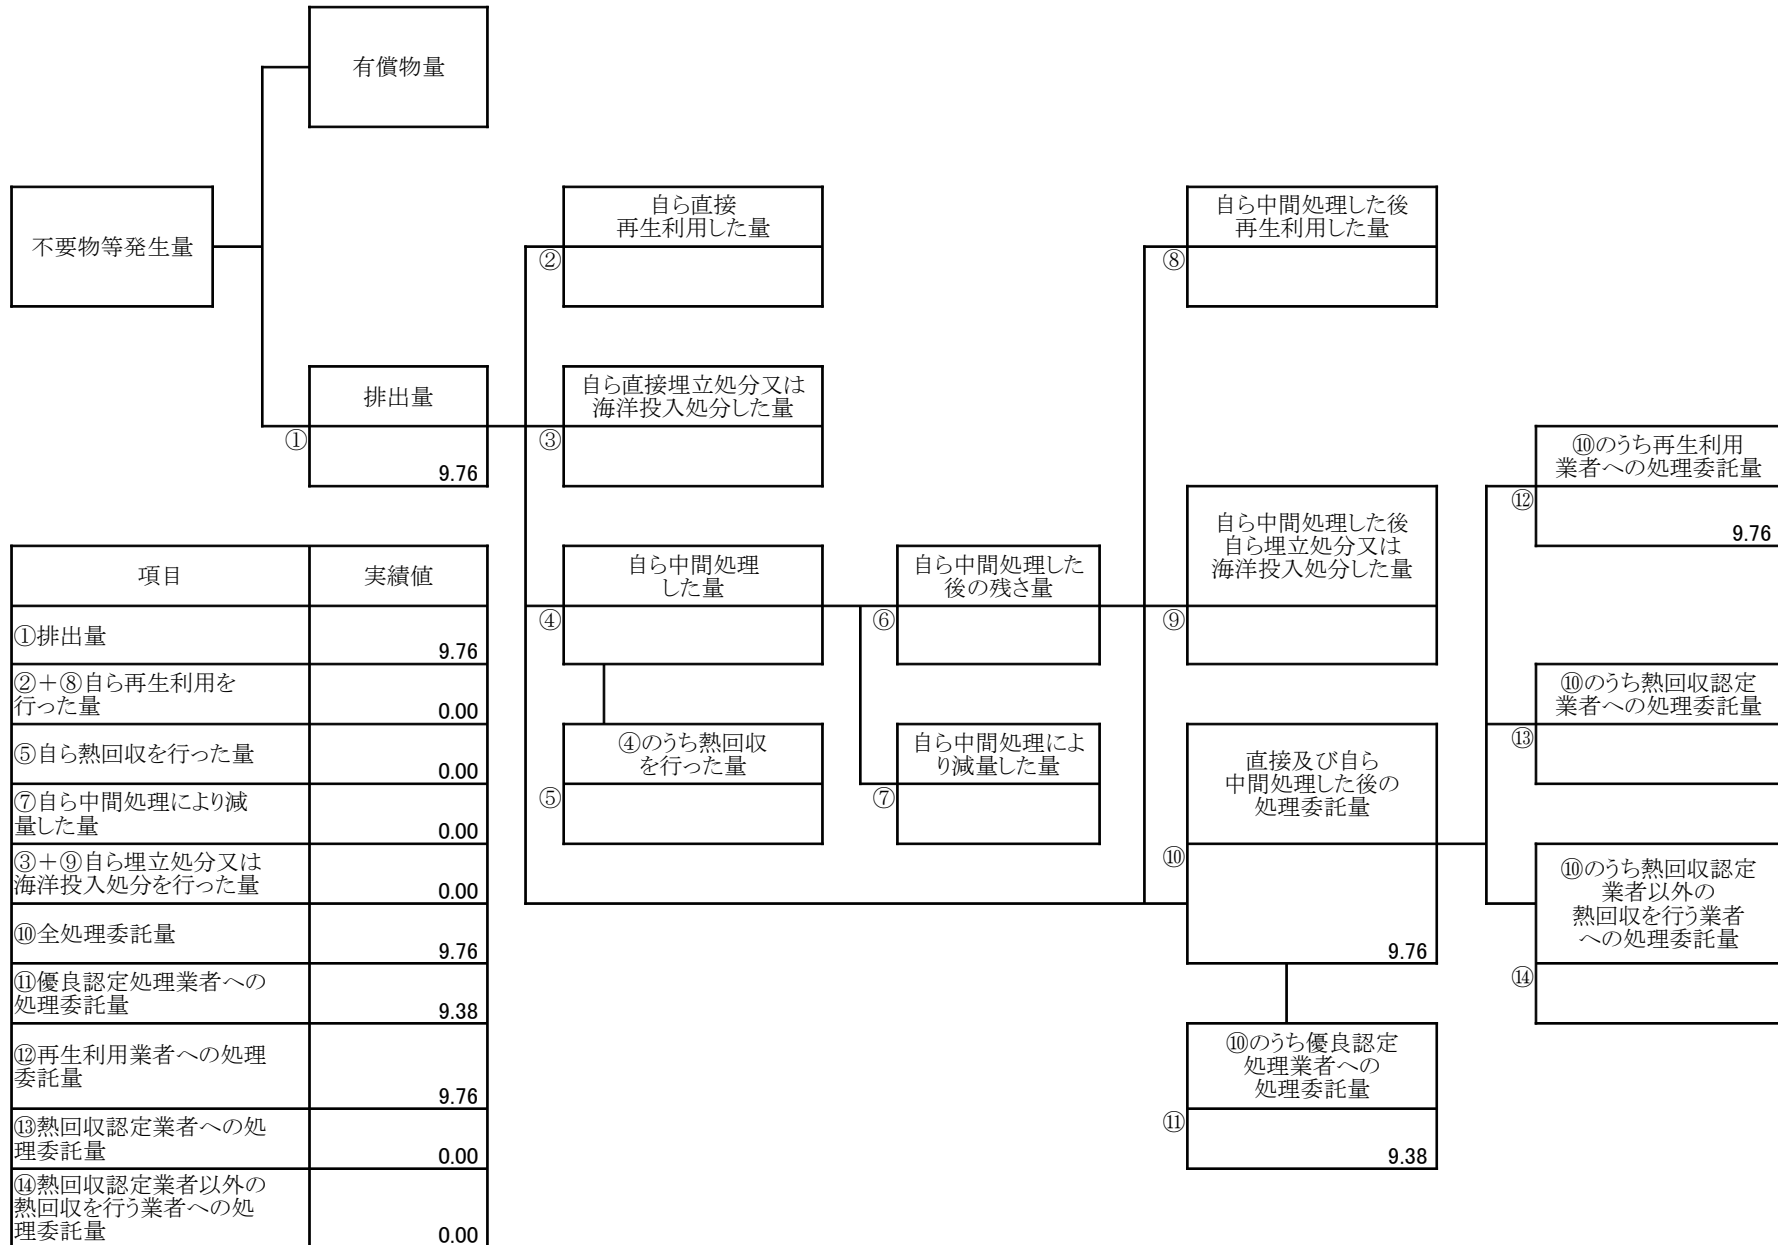 有償物量
不要物等発生量
自ら直接
再生利用した量
②
自ら中間処理した後
再生利用した量
⑧
排出量
①
9.76
自ら直接埋立処分又は
海洋投入処分した量
③
⑩のうち再生利用
業者への処理委託量
⑫
9.76
自ら中間処理
した量
④
自ら中間処理した
後の残さ量
⑥
自ら中間処理した後
自ら埋立処分又は
海洋投入処分した量
⑨
④のうち熱回収
を行った量
⑤
自ら中間処理によ
り減量した量
⑦
直接及び自ら
中間処理した後の
処理委託量
⑩
9.76
⑩のうち熱回収認定
業者への処理委託量
⑬
⑩のうち熱回収認定
業者以外の
熱回収を行う業者
への処理委託量
⑭
⑩のうち優良認定
処理業者への
処理委託量
⑪
9.38
項目
実績値
①排出量
9.76
②+⑧自ら再生利用を
行った量
0.00
⑤自ら熱回収を行った量
0.00
⑦自ら中間処理により減
量した量
0.00
③+⑨自ら埋立処分又は
海洋投入処分を行った量
0.00
⑩全処理委託量
9.76
⑪優良認定処理業者への
処理委託量
9.38
⑫再生利用業者への処理
委託量
9.76
⑬熱回収認定業者への処
理委託量
0.00
⑭熱回収認定業者以外の
熱回収を行う業者への処
理委託量
0.00